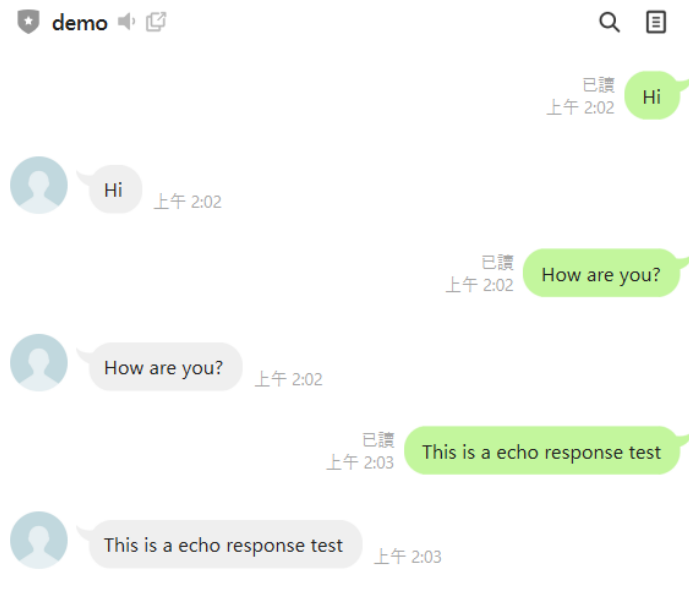 demo
已讀
上午 2:02
Hi
Hi
上午 2:02
已讀
上午 2:02
How are you?
How are you?
上午 2:02
已讀
上午 2:03
This is a echo response test
This is a echo response test
上午 2:03